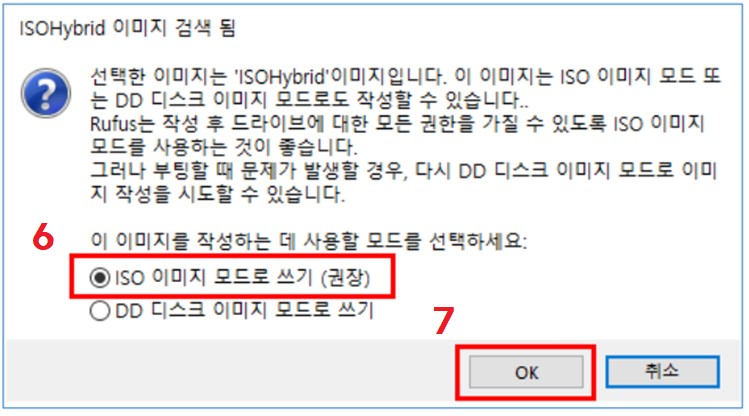 ISOHybrid 이미지 검색 됨
선택한 이미지는 'ISOHybrid'이미지입니다. 이 이미지는 ISO 이미지 모드 또
는 DD 디스크 이미지 모드로도 작성할 수 있습니다..
Rufus는 작성 후 드라이브에 대한 모든 권한을 가질 수 있도록 ISO 이미지
모드를 사용하는 것이 좋습니다.
그러나 부팅할 때 문제가 발생할 경우, 다시 DD 디스크 이미지 모드로 이미
지 작성을 시도할 수 있습니다.
6
이 이미지를 작성하는 데 사용할 모드를 선택하세요:
ISO 이미지 모드로 쓰기 (권장)
DD 디스크 이미지 모드로 쓰기
7
OK 취소